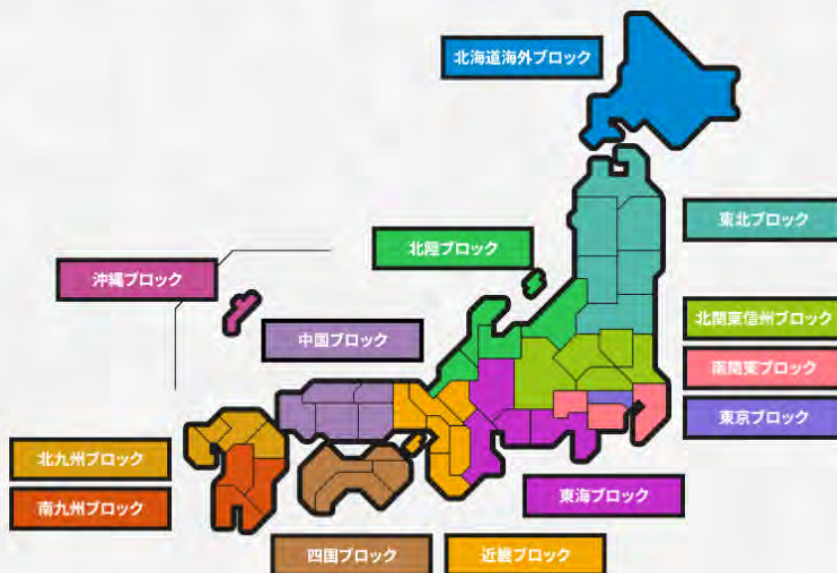 北海道海外ブロック
東北ブロック
北陸ブロック
沖縄ブロック
北関東信州ブロック
中国ブロック
南関東ブロック
東京ブロック
北九州ブロック
東海ブロック
南九州ブロック
四国ブロック
近畿ブロック